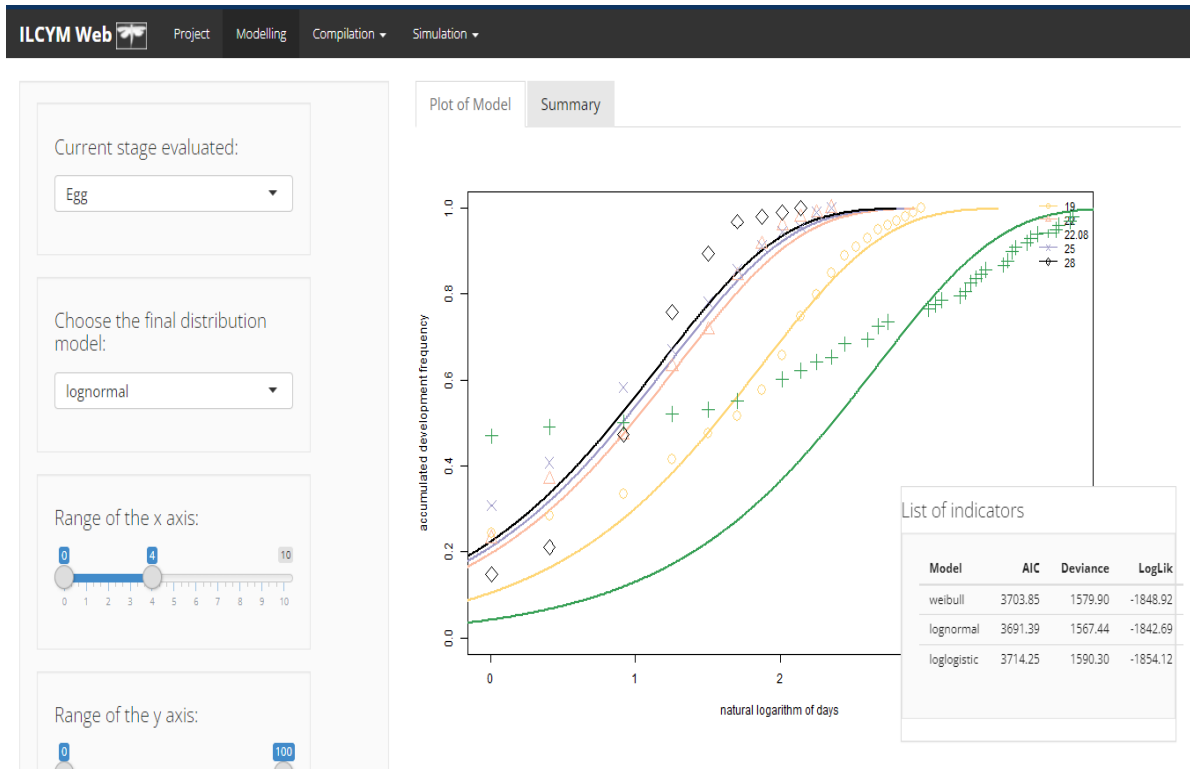 ILCYM Web Project Modelling Compilation Simulation
Plot of Model Summary
Current stage evaluated:
Egg
Choose the final distribution
model:
lognormal
Range of the x axis:
0 4 10
0 1 2 3 4 5 6 7 8 9 10
Range of the y axis:
0 100
accumulated development frequency
1.0
0.8
0.6
0.4
0.2
0.0
0 1 2
natural logarithm of days
19
22
22.08
25
28
List of indicators
Model AIC Deviance LogLik
weibull 3703.85 1579.90 -1848.92
lognormal 3691.39 1567.44 -1842.69
loglogistic 3714.25 1590.30 -1854.12